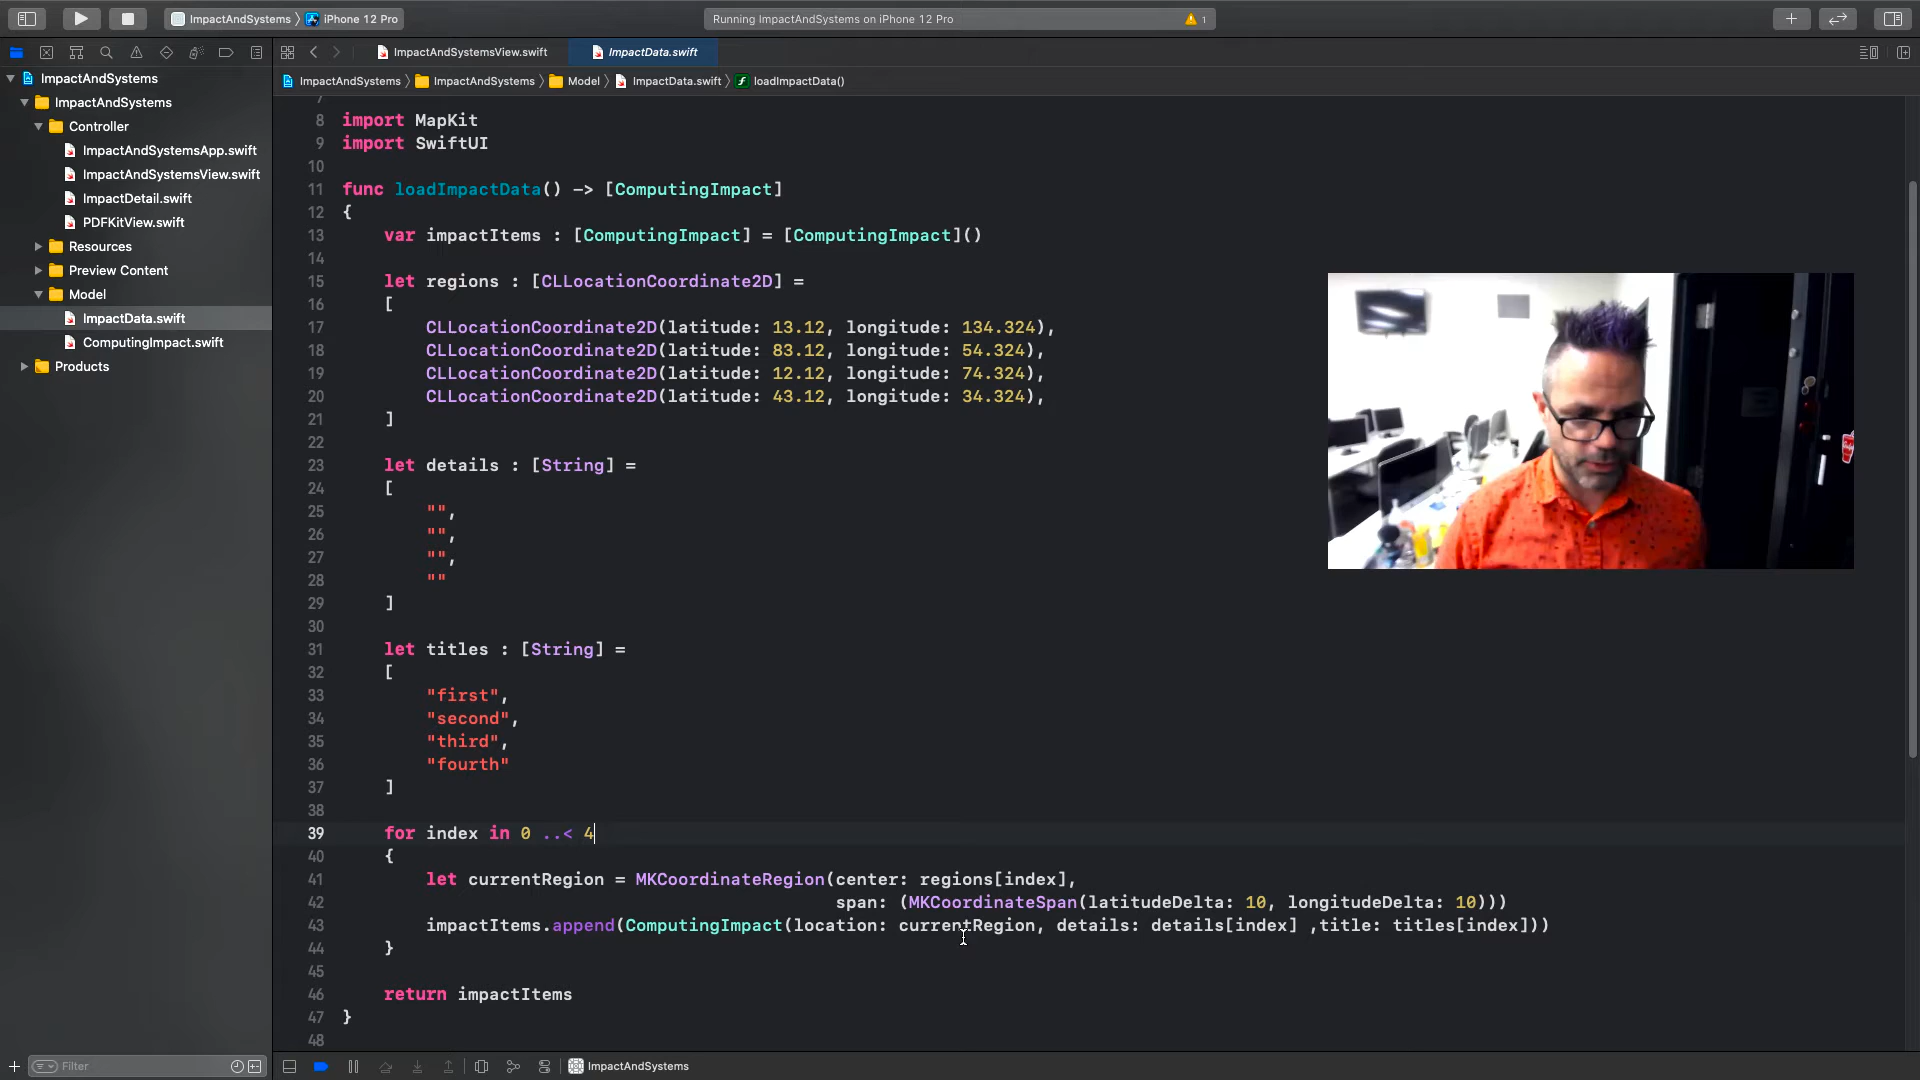 ImpactAndSystems 〉 iPhone 12 Pro
Running ImpactAndSystems on iPhone 12 Pro
1
ImpactAndSystemsView.swift
ImpactData.swift
ImpactAndSystems 〉 ImpactAndSystems 〉 Model 〉 ImpactData.swift 〉 f loadImpactData()
ImpactAndSystems
ImpactAndSystems
Controller
ImpactAndSystemsApp.swift
ImpactAndSystemsView.swift
ImpactDetail.swift
PDFKitView.swift
Resources
Preview Content
Model
ImpactData.swift
ComputingImpact.swift
Products
7
8 import MapKit
9 import SwiftUI
10
11 func loadImpactData() -> [ComputingImpact]
12 {
13 var impactItems : [ComputingImpact] = [ComputingImpact]()
14
15 let regions : [CLLocationCoordinate2D] =
16 [
17 CLLocationCoordinate2D(latitude: 13.12, longitude: 134.324),
18 CLLocationCoordinate2D(latitude: 83.12, longitude: 54.324),
19 CLLocationCoordinate2D(latitude: 12.12, longitude: 74.324),
20 CLLocationCoordinate2D(latitude: 43.12, longitude: 34.324),
21 ]
22
23 let details : [String] =
24 [
25 "",
26 "",
27 "",
28 ""
29 ]
30
31 let titles : [String] =
32 [
33 "first",
34 "second",
35 "third",
36 "fourth"
37 ]
38
39 for index in 0 ..< 4
40 {
41 let currentRegion = MKCoordinateRegion(center: regions[index],
42 span: (MKCoordinateSpan(latitudeDelta: 10, longitudeDelta: 10)))
43 impactItems.append(ComputingImpact(location: currentRegion, details: details[index] ,title: titles[index]))
44 }
45
46 return impactItems
47 }
48
Filter
ImpactAndSystems